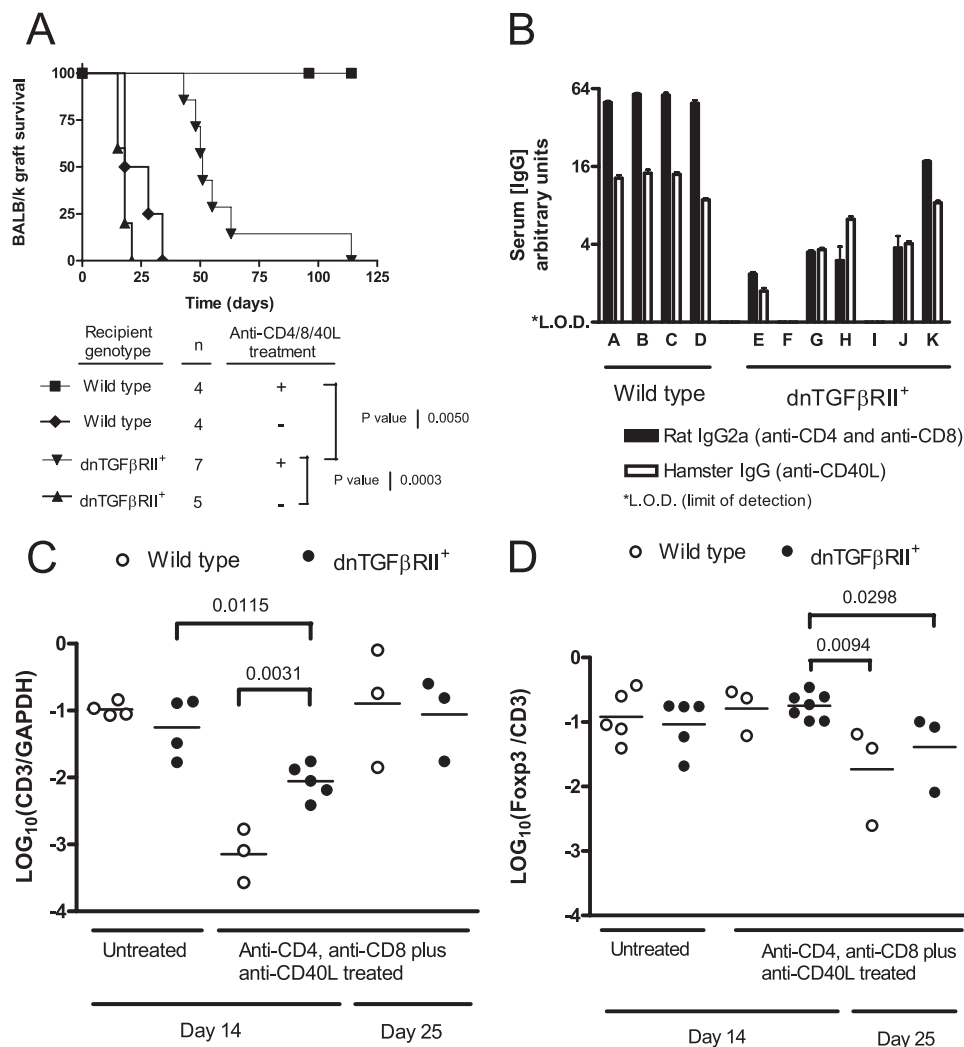 A
BALB/k graft survival
100
75
50
25
0
0 25 50 75 100 125
Time (days)
Recipient genotype n Anti-CD4/8/40L treatment
Wild type 4 +
Wild type 4 -
dnTGFβRII+ 7 +
dnTGFβRII+ 5 -
P value | 0.0050
P value | 0.0003
B
Serum [IgG]
arbitrary units
64
16
4
*L.O.D.
A B C D E F G H I J K
Wild type dnTGFβRII+
Rat IgG2a (anti-CD4 and anti-CD8)
Hamster IgG (anti-CD40L)
*L.O.D. (limit of detection)
C
Wild type dnTGFβRII+
LOG10(CD3/GAPDH)
0
-1
-2
-3
-4
0.0115
0.0031
Untreated
Anti-CD4, anti-CD8 plus
anti-CD40L treated
Day 14 Day 25
D
Wild type dnTGFβRII+
LOG10(Foxp3 /CD3)
0
-1
-2
-3
-4
0.0298
0.0094
Untreated
Anti-CD4, anti-CD8 plus
anti-CD40L treated
Day 14 Day 25